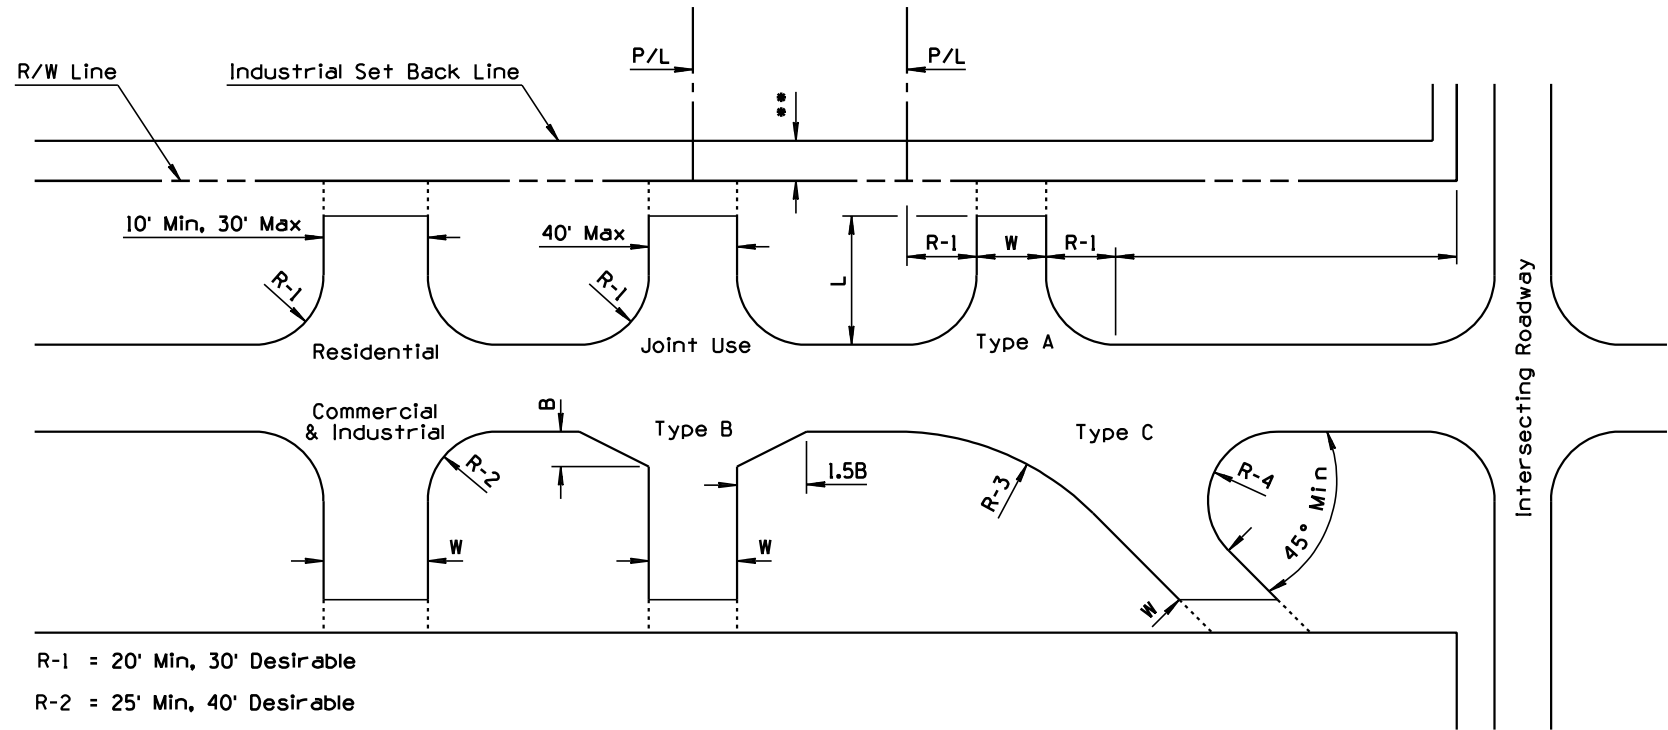 P/L
P/L
R/W Line
Industrial Set Back Line
**
10' Min, 30' Max
40' Max
R-1
W
R-1
R-1
R-1
L
Residential
Joint Use
Type A
Intersecting Roadway
Commercial
& Industrial
B
Type B
Type C
R-2
1.5B
R-3
R-4
45° Min
W
W
W
R-1 = 20' Min, 30' Desirable
R-2 = 25' Min, 40' Desirable